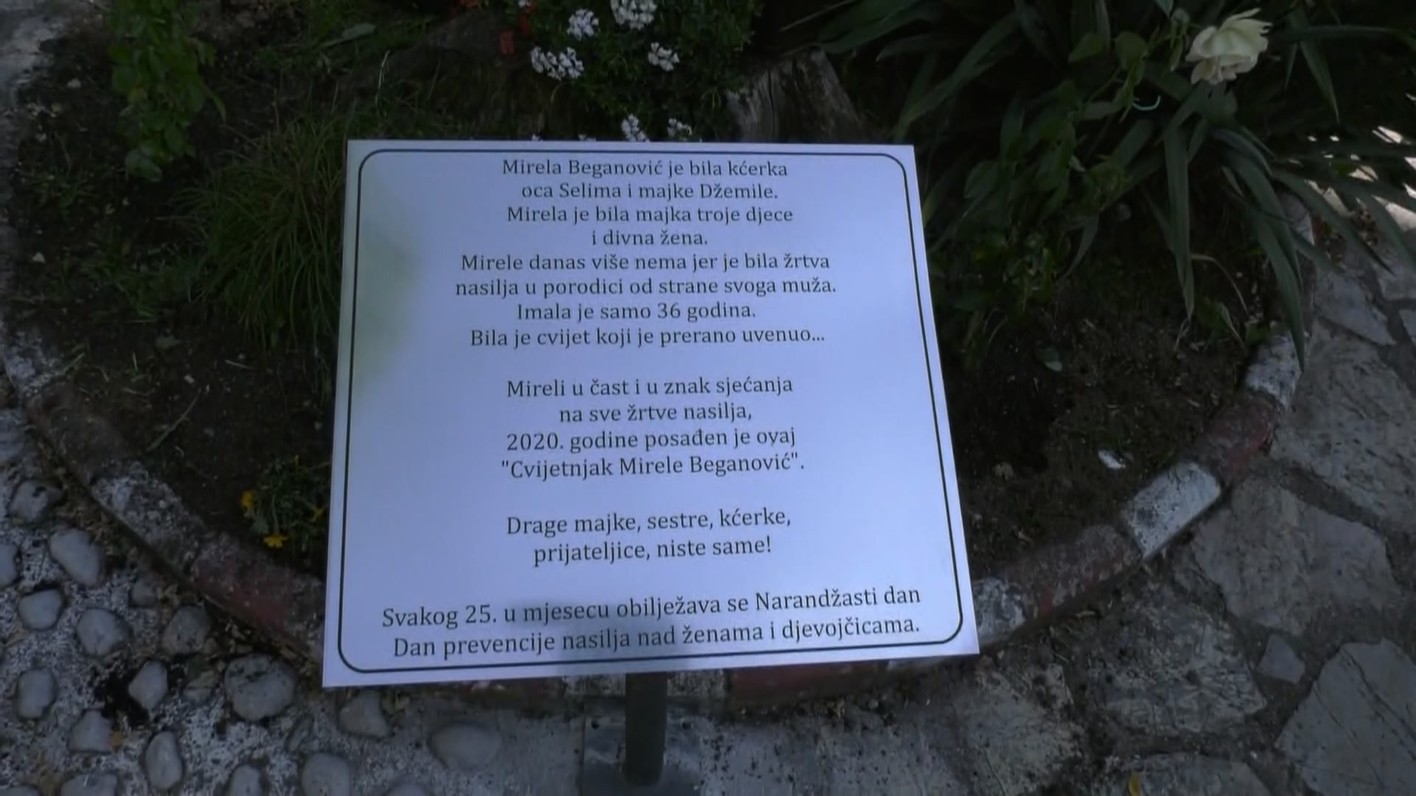 Mirela Beganović je bila kćerka
oca Selima i majke Džemile.
Mirela je bila majka troje djece
i divna žena.
Mirele danas više nema jer je bila žrtva
nasilja u porodici od strane svoga muža.
Imala je samo 36 godina.
Bila je cvijet koji je prerano uvenuo...
Mireli u čast i u znak sjećanja
na sve žrtve nasilja,
2020. godine posađen je ovaj
"Cvijetnjak Mirele Beganović".
Drage majke, sestre, kćerke,
prijateljice, niste same!
Svakog 25. u mjesecu obilježava se Narandžasti dan
Dan prevencije nasilja nad ženama i djevojčicama.